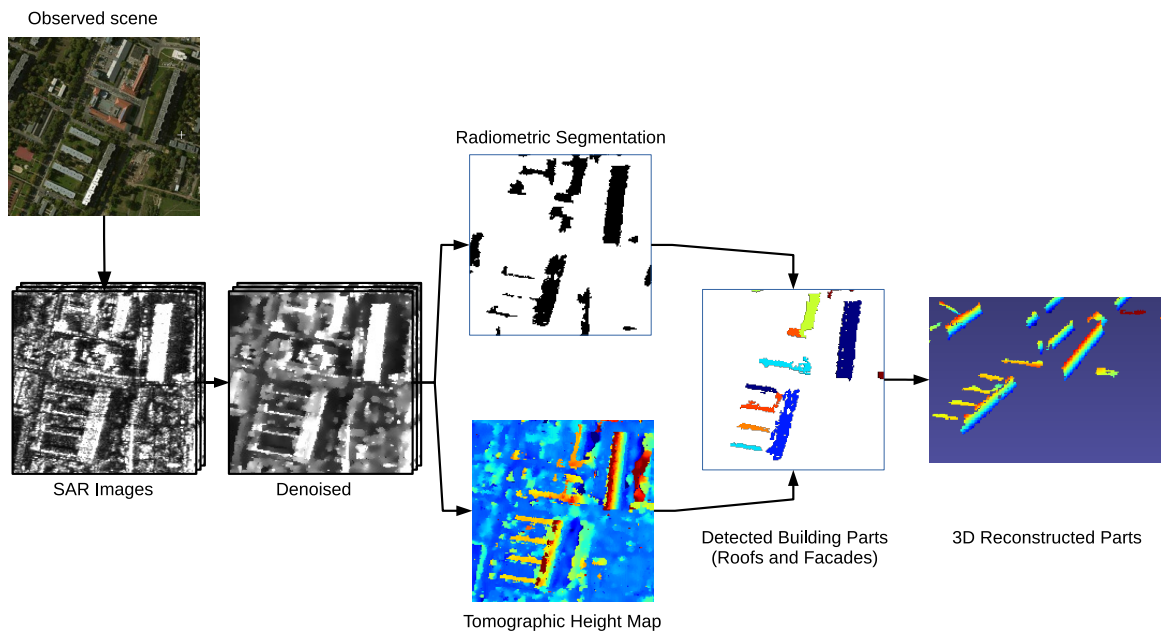 Observed scene
Radiometric Segmentation
SAR Images
Denoised
Detected Building Parts
(Roofs and Facades)
3D Reconstructed Parts
Tomographic Height Map